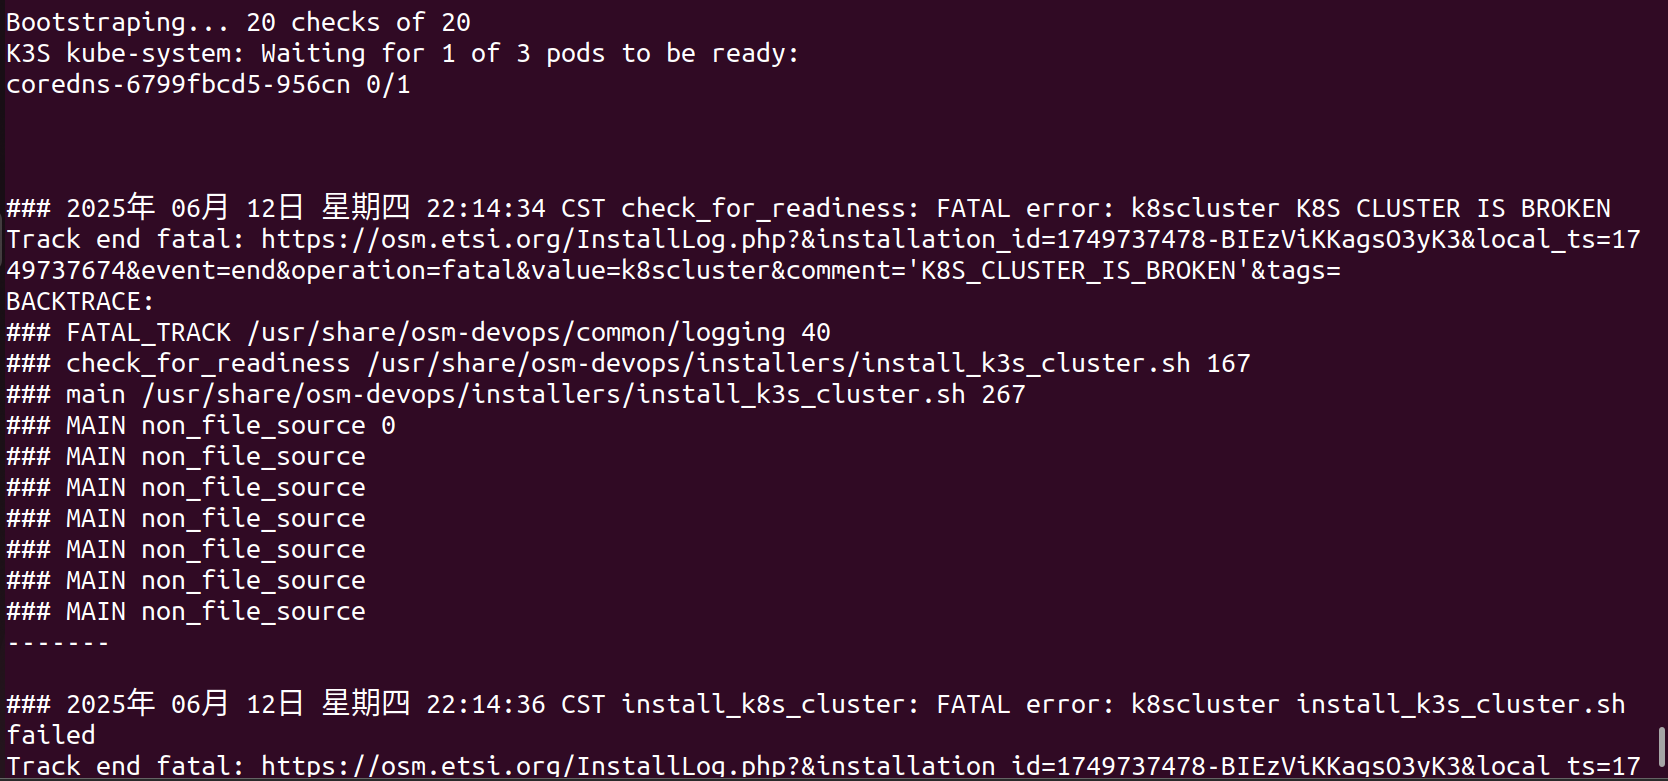 Bootstraping... 20 checks of 20
K3S kube-system: Waiting for 1 of 3 pods to be ready:
coredns-6799fbcd5-956cn 0/1
### 2025年 06月 12日 星期四 22:14:34 CST check_for_readiness: FATAL error: k8scluster K8S CLUSTER IS BROKEN
Track end fatal: https://osm.etsi.org/InstallLog.php?&installation_id=1749737478-BIEzViKKagsO3yK3&local_ts=17
49737674&event=end&operation=fatal&value=k8scluster&comment='K8S_CLUSTER_IS_BROKEN'&tags=
BACKTRACE:
### FATAL_TRACK /usr/share/osm-devops/common/logging 40
### check_for_readiness /usr/share/osm-devops/installers/install_k3s_cluster.sh 167
### main /usr/share/osm-devops/installers/install_k3s_cluster.sh 267
### MAIN non_file_source 0
### MAIN non_file_source
### MAIN non_file_source
### MAIN non_file_source
### MAIN non_file_source
### MAIN non_file_source
### MAIN non_file_source
-------
### 2025年 06月 12日 星期四 22:14:36 CST install_k8s_cluster: FATAL error: k8scluster install_k3s_cluster.sh
failed
Track end fatal: https://osm.etsi.org/InstallLog.php?&installation_id=1749737478-BIEzViKKagsO3yK3&local_ts=17